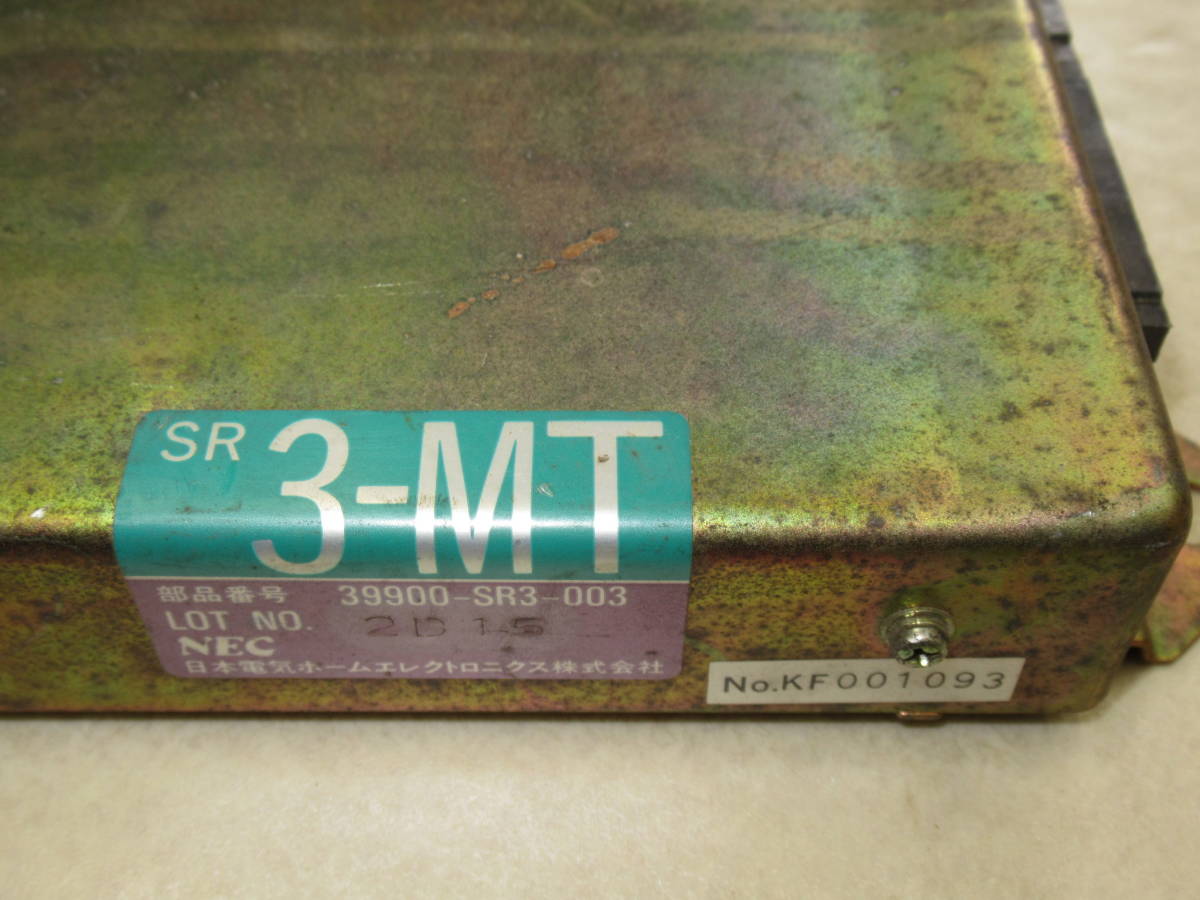 SR 3-MT
部品番号 39900-SR3-003
LOT NO. 2D15
NEC
日本電気ホームエレクトロニクス株式会社
No.KF001093